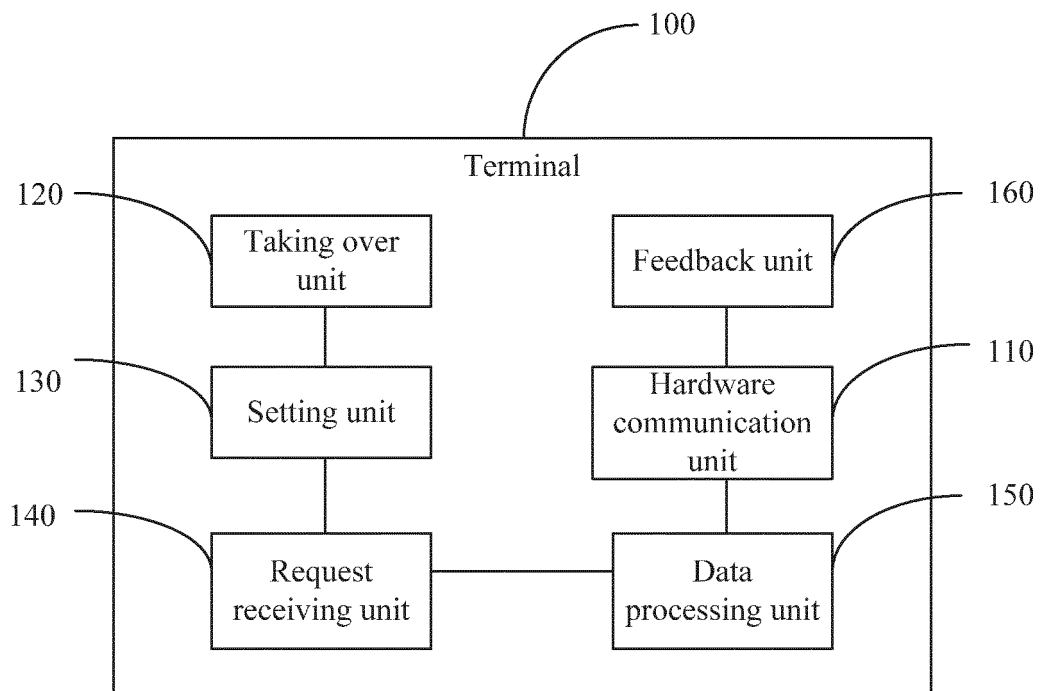 100
Terminal
120
Taking over
unit
160
Feedback unit
130
Setting unit
110
Hardware
communication
unit
140
Request
receiving unit
150
Data
processing unit